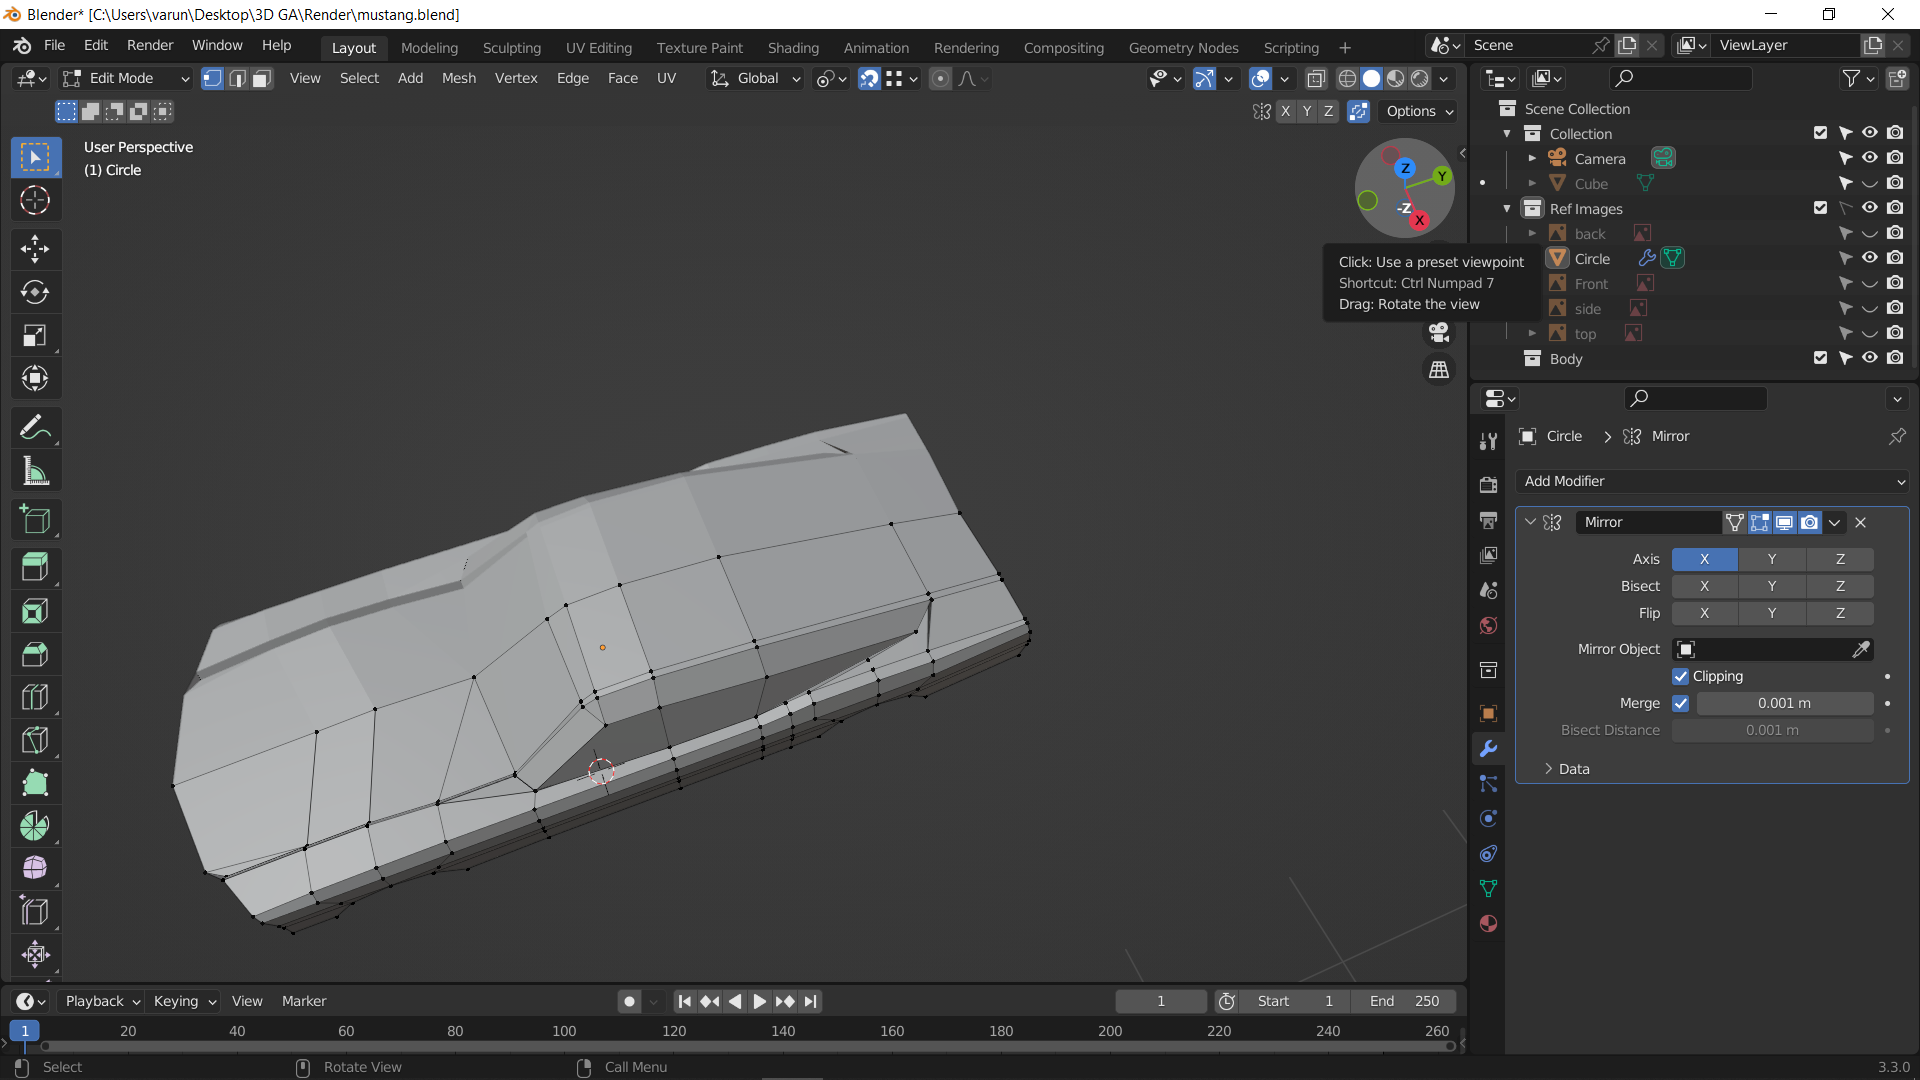 Blender* [C:\Users\varun\Desktop\3D GA\Render\mustang.blend]
File Edit Render Window Help Layout Modeling Sculpting UV Editing Texture Paint Shading Animation Rendering Compositing Geometry Nodes Scripting + Scene ViewLayer
Edit Mode View Select Add Mesh Vertex Edge Face UV Global
X Y Z Options
User Perspective
(1) Circle
Z
Y
-Z
X
Click: Use a preset viewpoint
Shortcut: Ctrl Numpad 7
Drag: Rotate the view
Scene Collection
Collection
Camera
Cube
Ref Images
back
Circle
Front
side
top
Body
Circle > Mirror
Add Modifier
Mirror
Axis X Y Z
Bisect X Y Z
Flip X Y Z
Mirror Object
Clipping
Merge 0.001 m
Bisect Distance 0.001 m
Data
Playback Keying View Marker 1 Start 1 End 250
1 20 40 60 80 100 120 140 160 180 200 220 240 260
Select Rotate View Call Menu 3.3.0